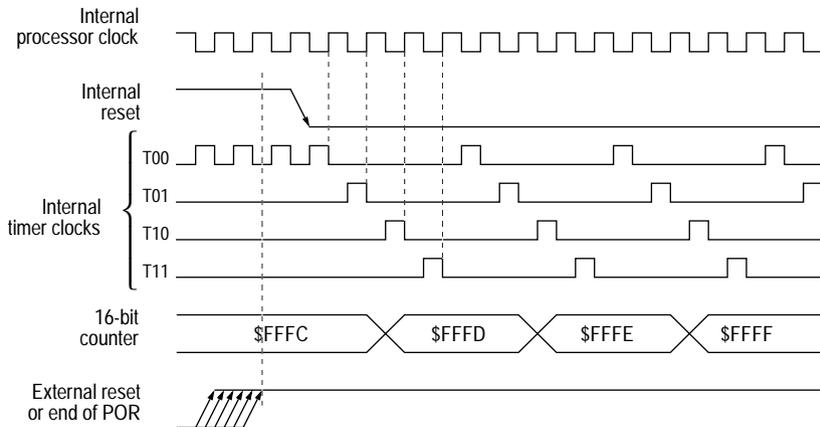 Internal
processor clock
Internal
reset
T00
T01
Internal
timer clocks
T10
T11
16-bit
counter
$FFFC
$FFFD
$FFFE
$FFFF
External reset
or end of POR